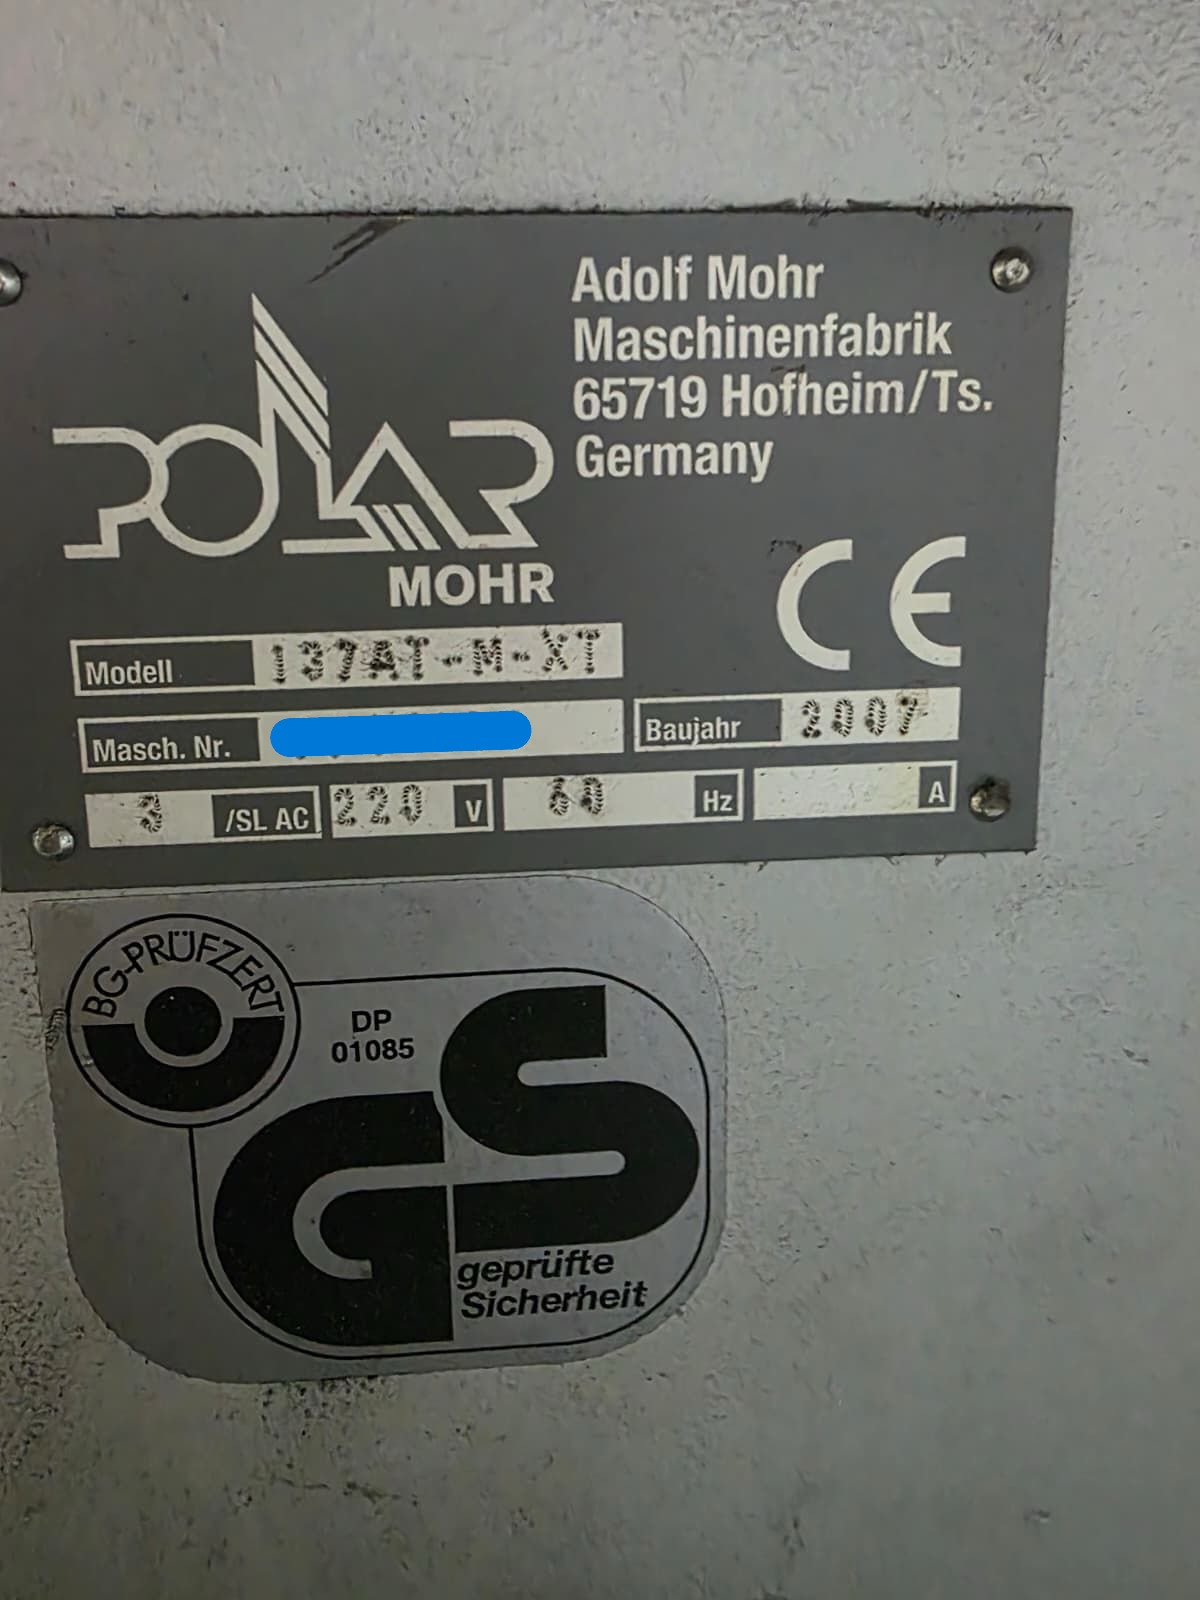 Adolf Mohr
Maschinenfabrik
65719 Hofheim/Ts.
Germany
POLAR
MOHR
CE
Modell 137AT-M-XT
Masch. Nr.
Baujahr 2007
3 /SL AC 220 V 60 Hz A
BG-PRÜFZERT
DP
01085
GS
geprüfte
Sicherheit